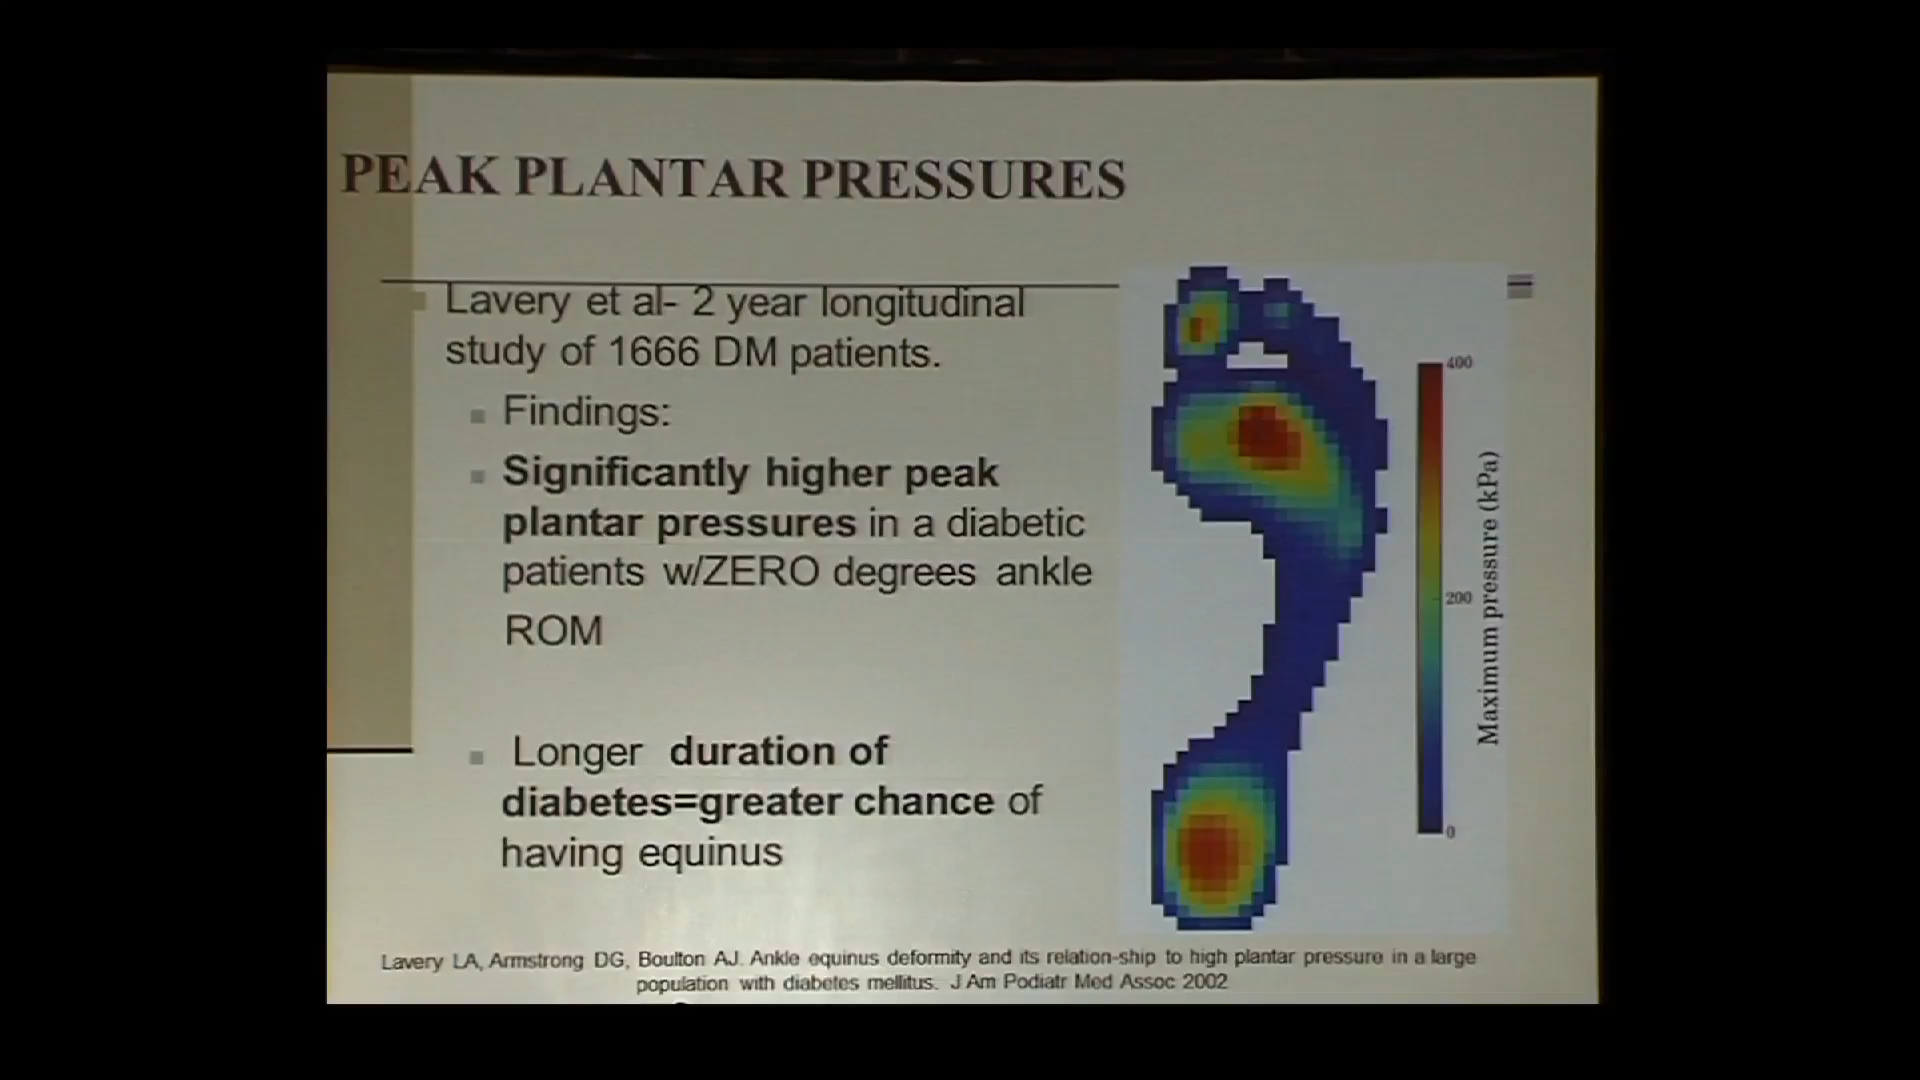 PEAK PLANTAR PRESSURES
Lavery et al- 2 year longitudinal
study of 1666 DM patients.
Findings:
Significantly higher peak
plantar pressures in a diabetic
patients w/ZERO degrees ankle
ROM
Longer duration of
diabetes=greater chance of
having equinus
400
200
0
Maximum pressure (kPa)
Lavery LA, Armstrong DG, Boulton AJ. Ankle equinus deformity and its relation-ship to high plantar pressure in a large
population with diabetes mellitus. J Am Podiatr Med Assoc 2002